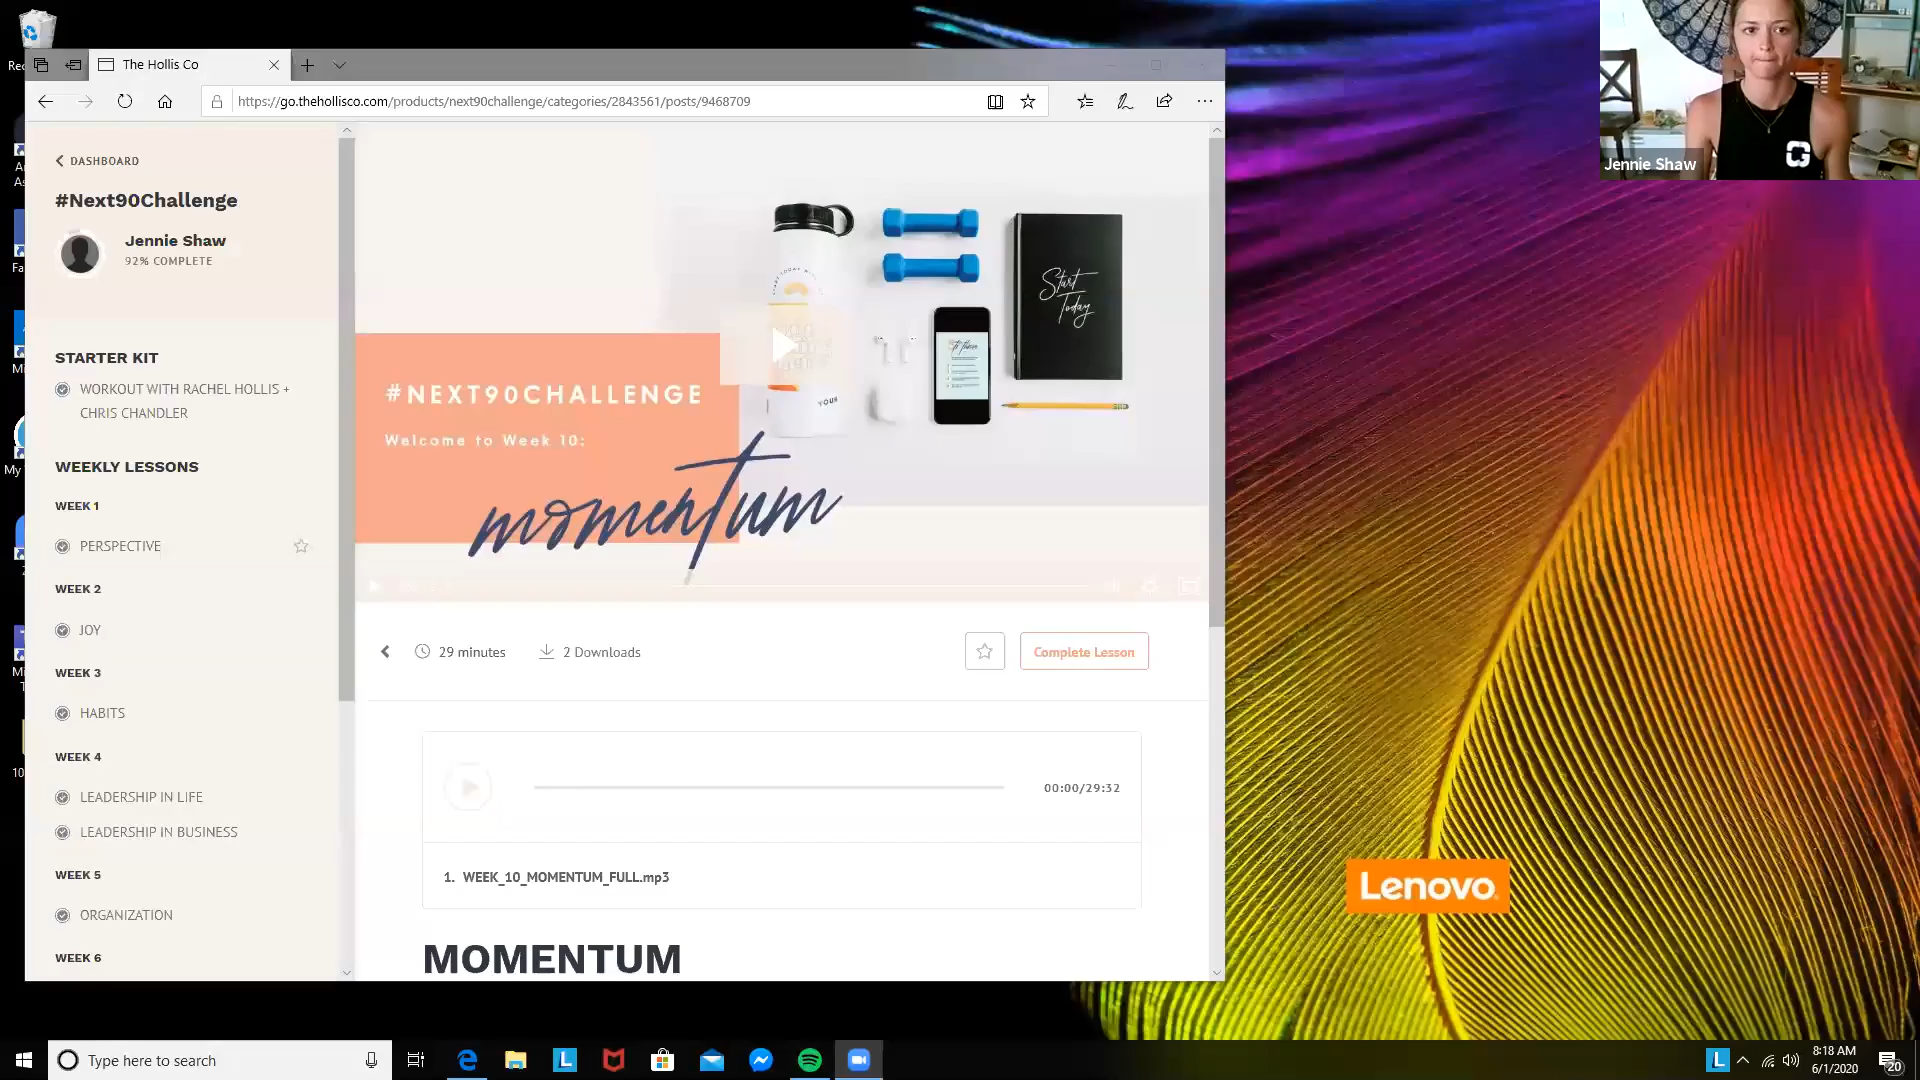 Rec
The Hollis Co
https://go.thehollisco.com/products/next90challenge/categories/2843561/posts/9468709
DASHBOARD
#Next90Challenge
Jennie Shaw
92% COMPLETE
STARTER KIT
WORKOUT WITH RACHEL HOLLIS +
CHRIS CHANDLER
WEEKLY LESSONS
WEEK 1
PERSPECTIVE
WEEK 2
JOY
WEEK 3
HABITS
WEEK 4
LEADERSHIP IN LIFE
LEADERSHIP IN BUSINESS
WEEK 5
ORGANIZATION
WEEK 6
Start
Today
YOUR
#NEXT90CHALLENGE
Welcome to Week 10:
momentum
29 minutes
2 Downloads
Complete Lesson
00:00/29:32
1. WEEK_10_MOMENTUM_FULL.mp3
MOMENTUM
Jennie Shaw
Lenovo
Type here to search
L
L
8:18 AM
6/1/2020
20